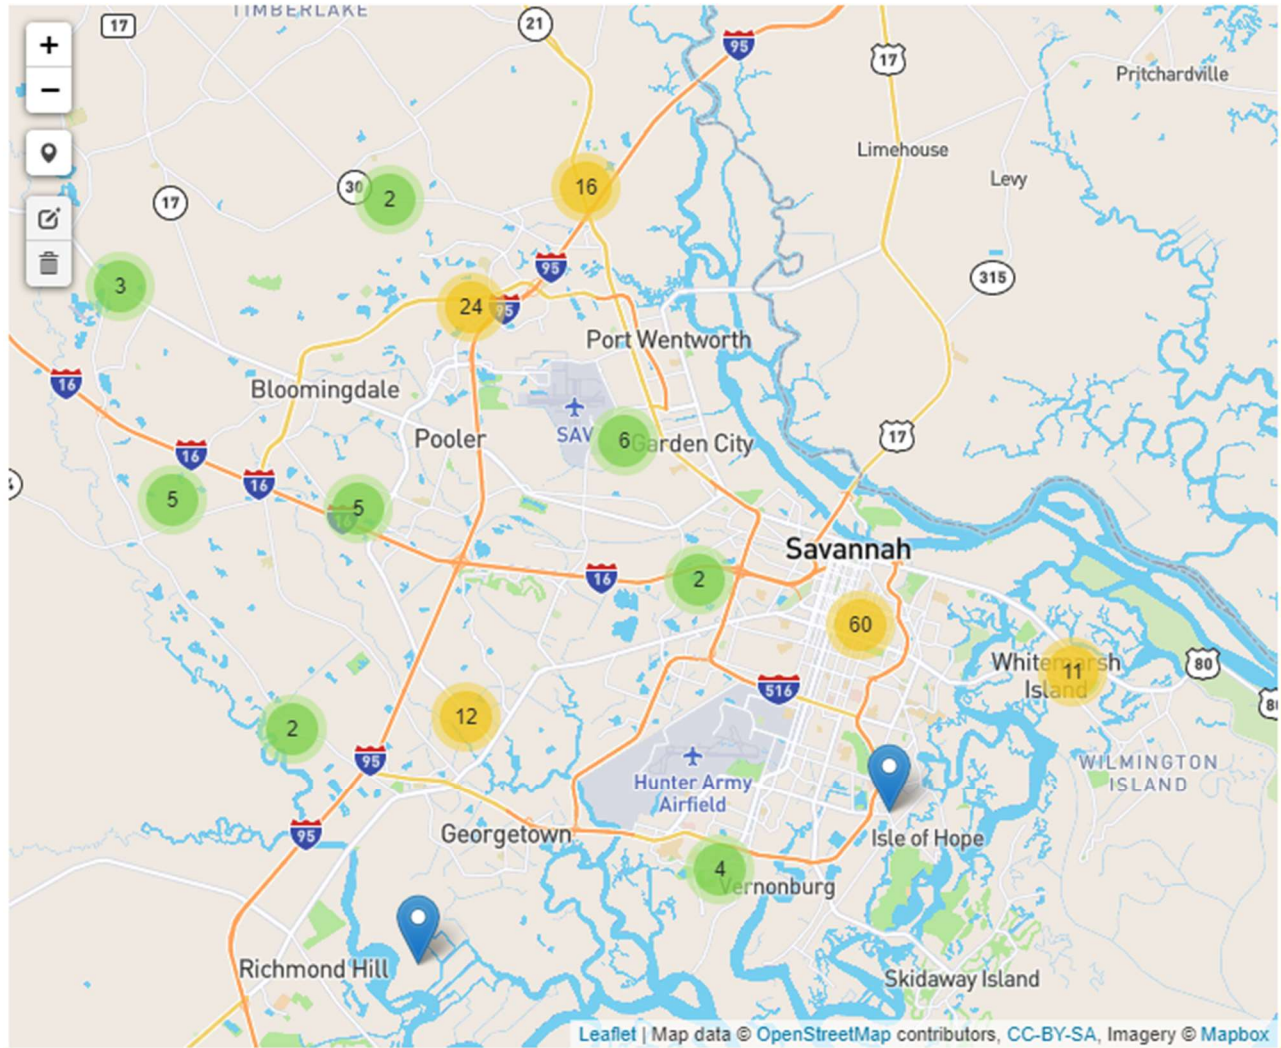 TIMBERLAKE
17
21
95
17
Pritchardville
+
−
Limehouse
Levy
17
30
2
16
95
315
3
24
95
Port Wentworth
16
Bloomingdale
Pooler
SAV
6
Garden City
17
16
16
5
5
Savannah
16
2
60
Whitemarsh
Island
11
80
516
12
2
95
Hunter Army
Airfield
WILMINGTON
ISLAND
95
Georgetown
Isle of Hope
4
Vernonburg
Richmond Hill
Skidaway Island
Leaflet | Map data © OpenStreetMap contributors, CC-BY-SA, Imagery © Mapbox